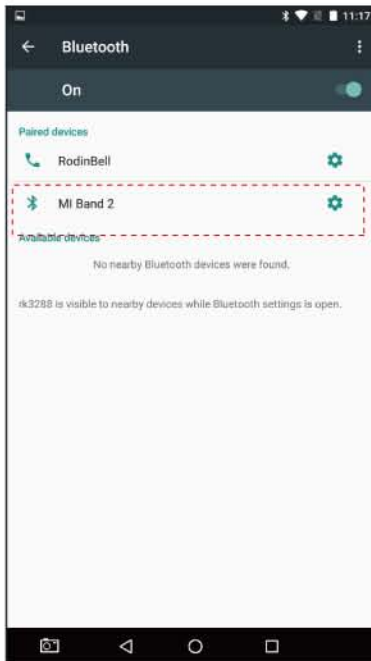 11:17
Bluetooth
On
Paired devices
RodinBell
MI Band 2
Available devices
No nearby Bluetooth devices were found.
rk3288 is visible to nearby devices while Bluetooth settings is open.